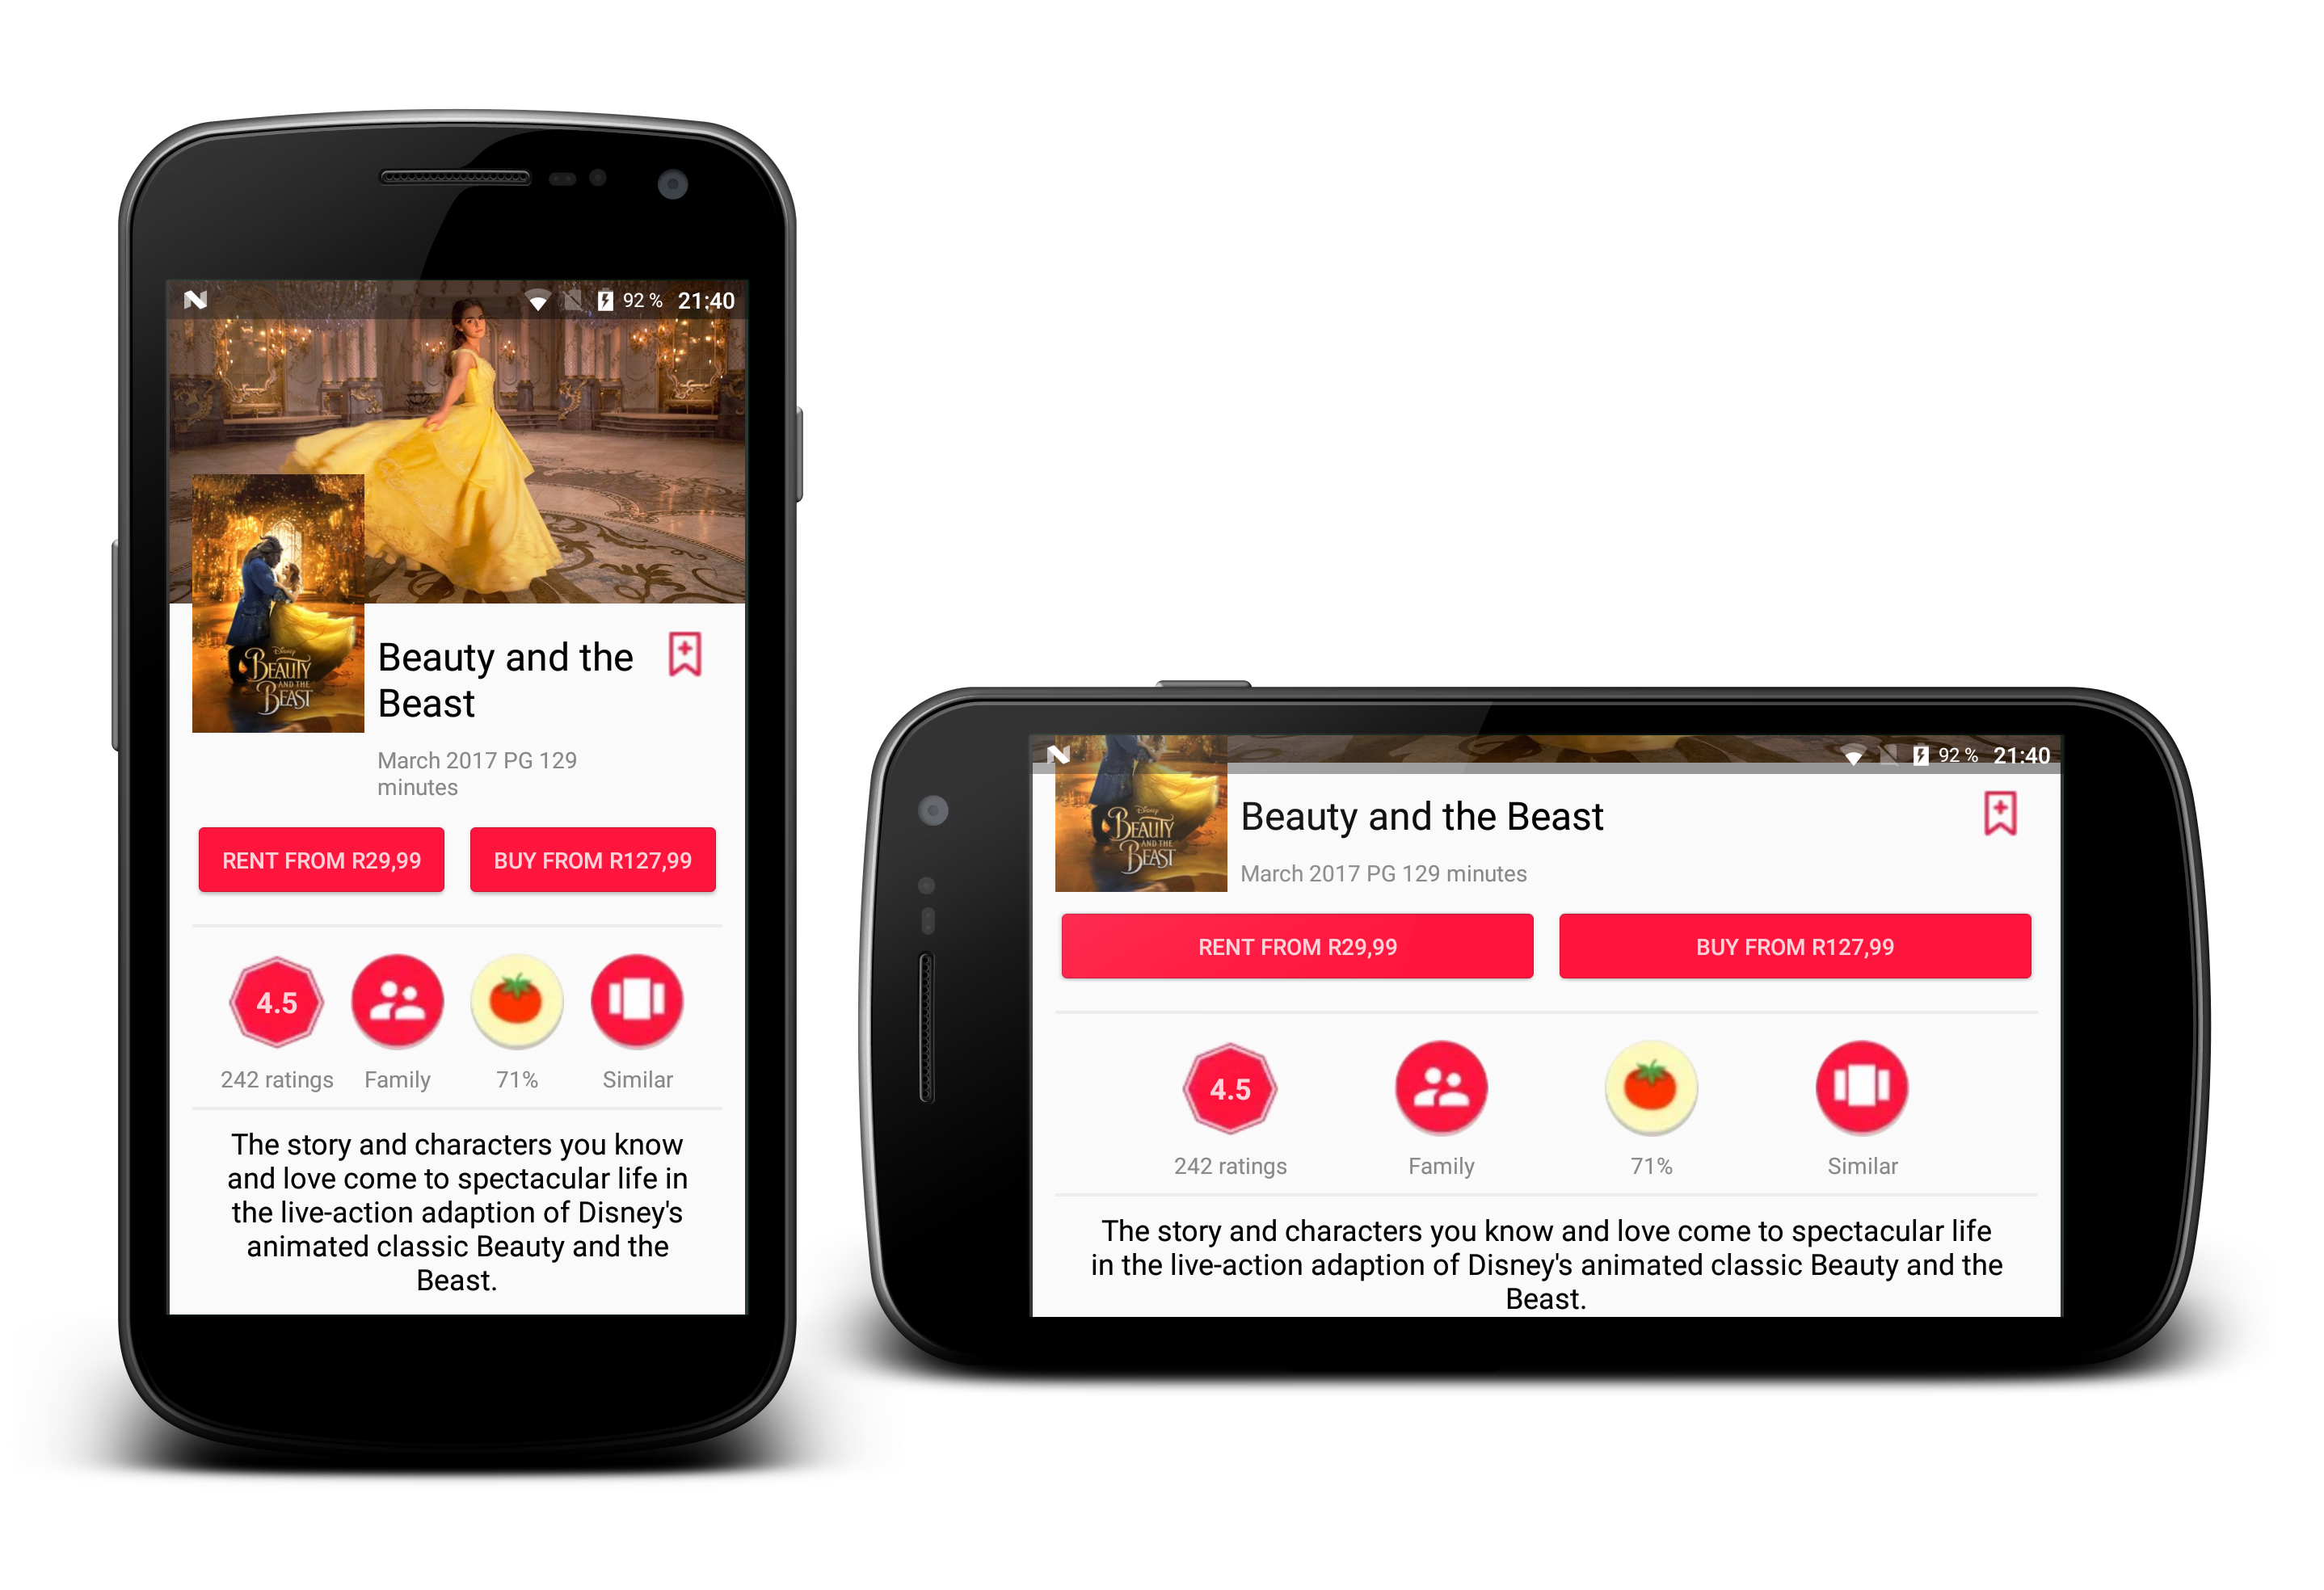 92 % 21:40
Disney
BEAUTY
AND THE
BEAST
Beauty and the
Beast
March 2017 PG 129
minutes
RENT FROM R29,99
BUY FROM R127,99
4.5
242 ratings
Family
71%
Similar
The story and characters you know
and love come to spectacular life in
the live-action adaption of Disney's
animated classic Beauty and the
Beast.
92 % 21:40
Disney
BEAUTY
AND THE
BEAST
Beauty and the Beast
March 2017 PG 129 minutes
RENT FROM R29,99
BUY FROM R127,99
4.5
242 ratings
Family
71%
Similar
The story and characters you know and love come to spectacular life
in the live-action adaption of Disney's animated classic Beauty and the
Beast.